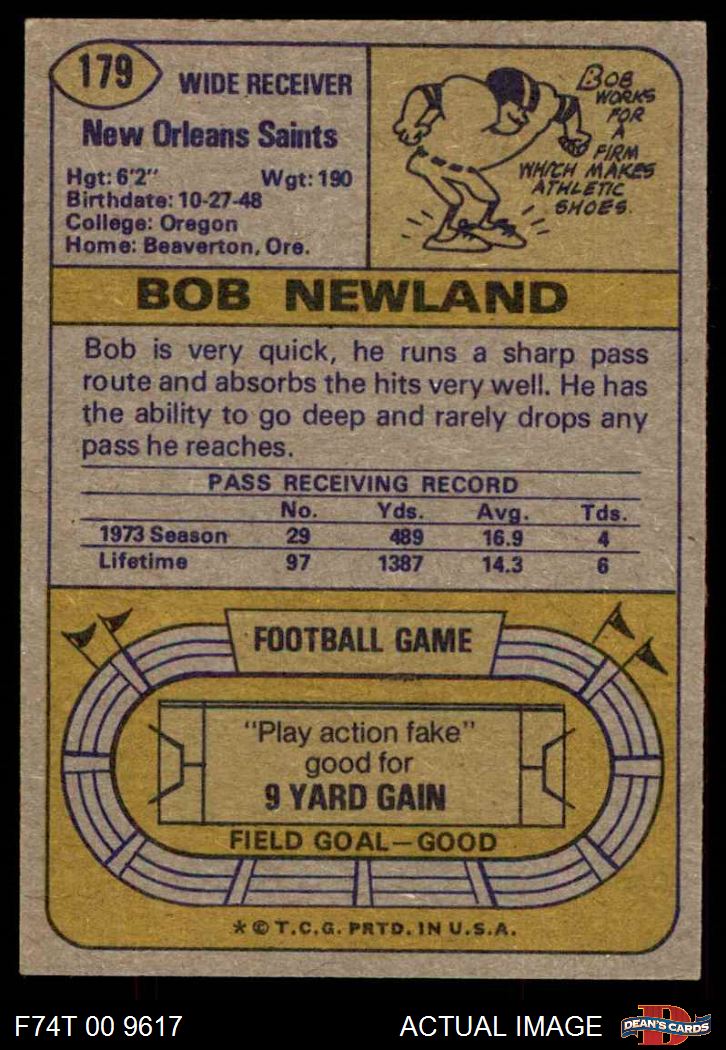 179
WIDE RECEIVER
New Orleans Saints
Hgt: 6'2" Wgt: 190
Birthdate: 10-27-48
College: Oregon
Home: Beaverton, Ore.
BOB
WORKS
FOR
A
FIRM
WHICH MAKES
ATHLETIC
SHOES.
BOB NEWLAND
Bob is very quick, he runs a sharp pass
route and absorbs the hits very well. He has
the ability to go deep and rarely drops any
pass he reaches.
PASS RECEIVING RECORD
No. Yds. Avg. Tds.
1973 Season 29 489 16.9 4
Lifetime 97 1387 14.3 6
FOOTBALL GAME
"Play action fake"
good for
9 YARD GAIN
FIELD GOAL—GOOD
* © T.C.G. PRTD. IN U.S.A.
F74T 00 9617 ACTUAL IMAGE
D
DEAN'S CARDS